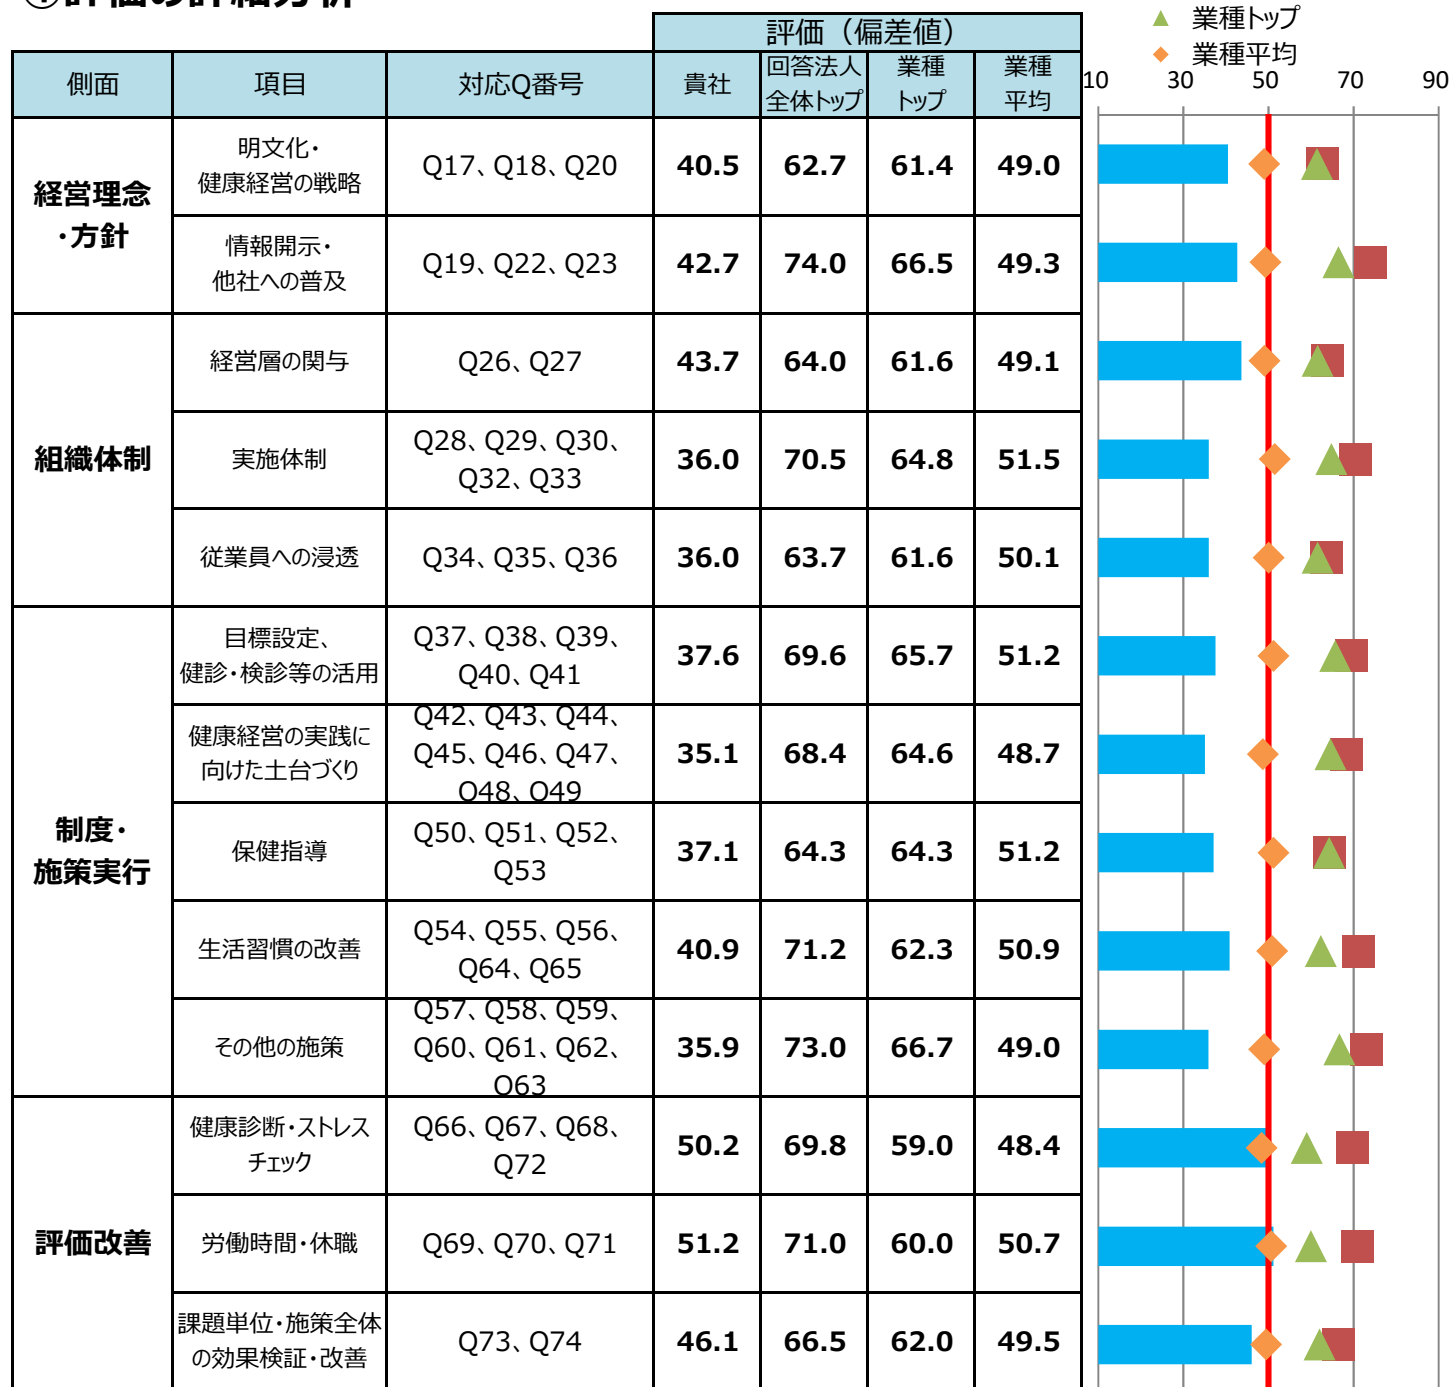 ①評価の詳細分析
▲ 業種トップ
◆ 業種平均
評価（偏差値）
側面 項目 対応Q番号 貴社 回答法人 業種 業種
全体トップ トップ 平均
10 30 50 70 90
経営理念
・方針
明文化・
健康経営の戦略
Q17、Q18、Q20 40.5 62.7 61.4 49.0
情報開示・
他社への普及
Q19、Q22、Q23 42.7 74.0 66.5 49.3
組織体制
経営層の関与 Q26、Q27 43.7 64.0 61.6 49.1
実施体制
Q28、Q29、Q30、
Q32、Q33
36.0 70.5 64.8 51.5
従業員への浸透 Q34、Q35、Q36 36.0 63.7 61.6 50.1
制度・
施策実行
目標設定、
健診・検診等の活用
Q37、Q38、Q39、
Q40、Q41
37.6 69.6 65.7 51.2
健康経営の実践に
向けた土台づくり
Q42、Q43、Q44、
Q45、Q46、Q47、
Q48、Q49
35.1 68.4 64.6 48.7
保健指導
Q50、Q51、Q52、
Q53
37.1 64.3 64.3 51.2
生活習慣の改善
Q54、Q55、Q56、
Q64、Q65
40.9 71.2 62.3 50.9
その他の施策
Q57、Q58、Q59、
Q60、Q61、Q62、
Q63
35.9 73.0 66.7 49.0
評価改善
健康診断・ストレス
チェック
Q66、Q67、Q68、
Q72
50.2 69.8 59.0 48.4
労働時間・休職 Q69、Q70、Q71 51.2 71.0 60.0 50.7
課題単位・施策全体
の効果検証・改善
Q73、Q74 46.1 66.5 62.0 49.5